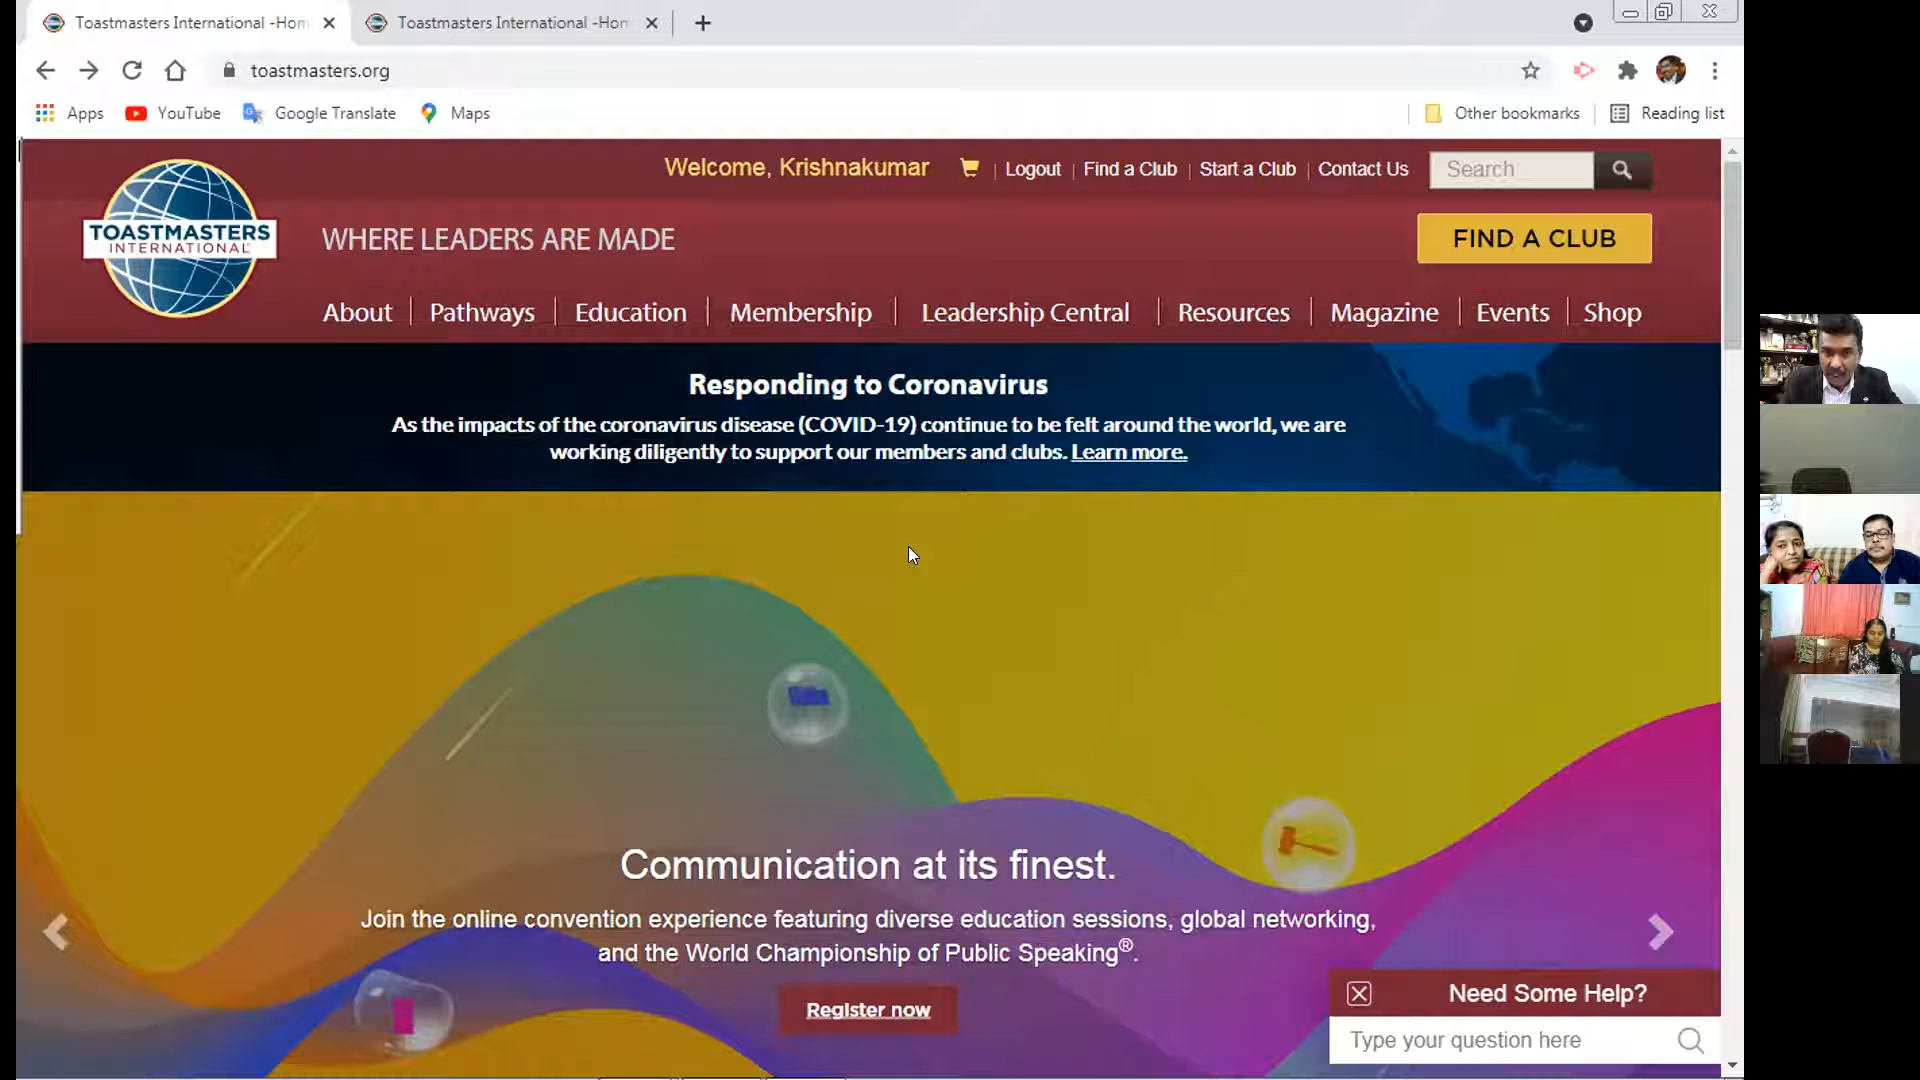 Toastmasters International -Hom
Toastmasters International -Hon
toastmasters.org
Apps
YouTube
Google Translate
Maps
Other bookmarks
Reading list
Welcome, Krishnakumar
Logout
Find a Club
Start a Club
Contact Us
Search
TOASTMASTERS
INTERNATIONAL
WHERE LEADERS ARE MADE
FIND A CLUB
About
Pathways
Education
Membership
Leadership Central
Resources
Magazine
Events
Shop
Responding to Coronavirus
As the impacts of the coronavirus disease (COVID-19) continue to be felt around the world, we are
working diligently to support our members and clubs. Learn more.
Communication at its finest.
Join the online convention experience featuring diverse education sessions, global networking,
and the World Championship of Public Speaking®.
Register now
Need Some Help?
Type your question here